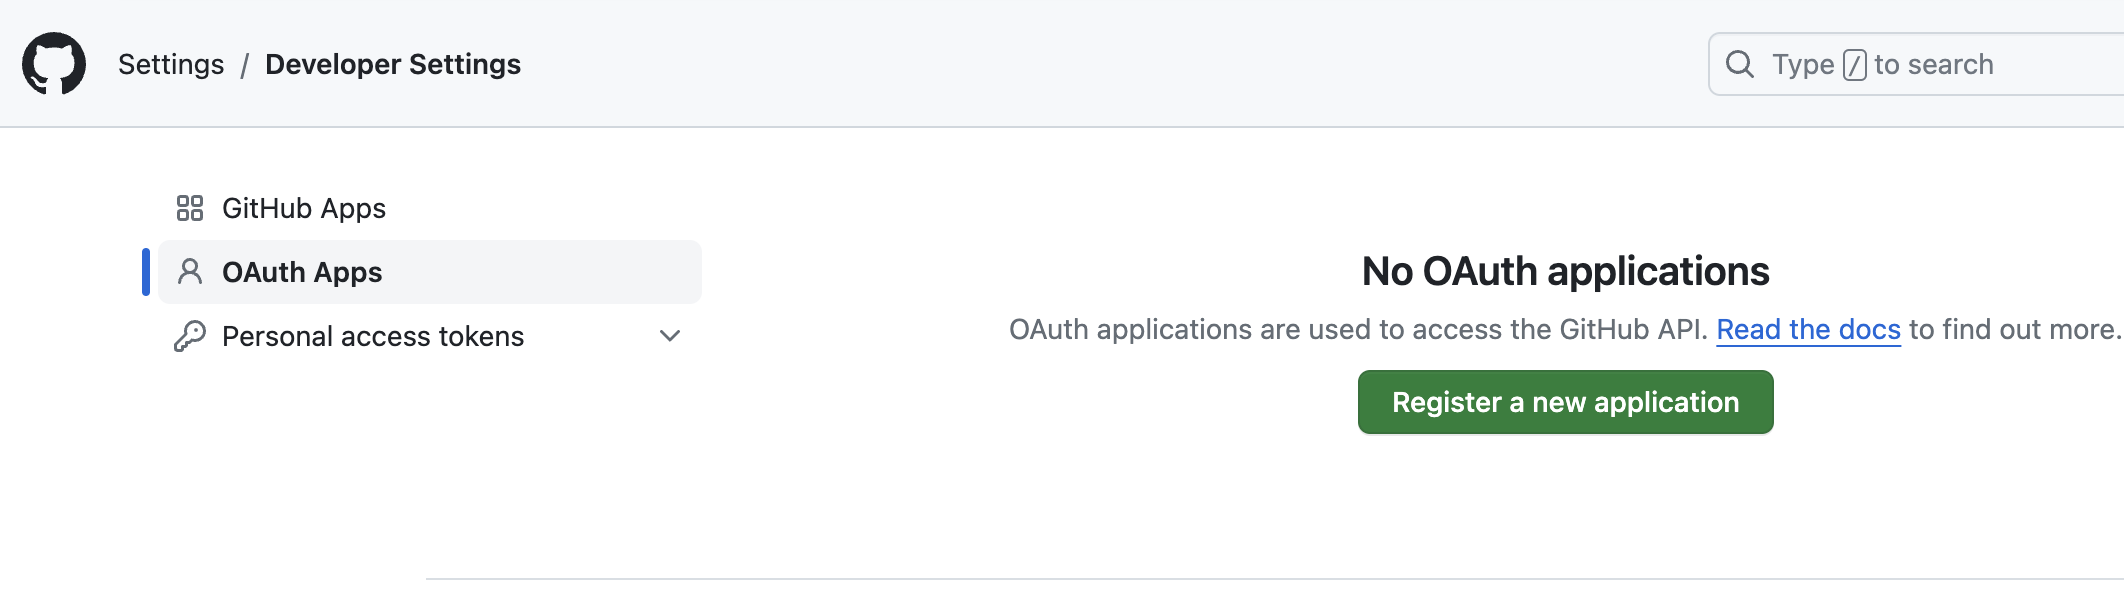 Settings / Developer Settings
Type / to search
GitHub Apps
OAuth Apps
Personal access tokens
No OAuth applications
OAuth applications are used to access the GitHub API. Read the docs to find out more.
Register a new application